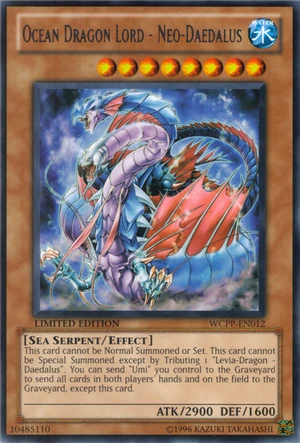 OCEAN DRAGON LORD - NEO-DAEDALUS
WATER
水
LIMITED EDITION
WCPP-EN012
[SEA SERPENT/EFFECT]
This card cannot be Normal Summoned or Set. This card cannot
be Special Summoned except by Tributing 1 "Levia-Dragon -
Daedalus". You can send "Umi" you control to the Graveyard
to send all cards in both players' hands and on the field to the
Graveyard, except this card.
ATK/2900 DEF/1600
10485110
©1996 KAZUKI TAKAHASHI